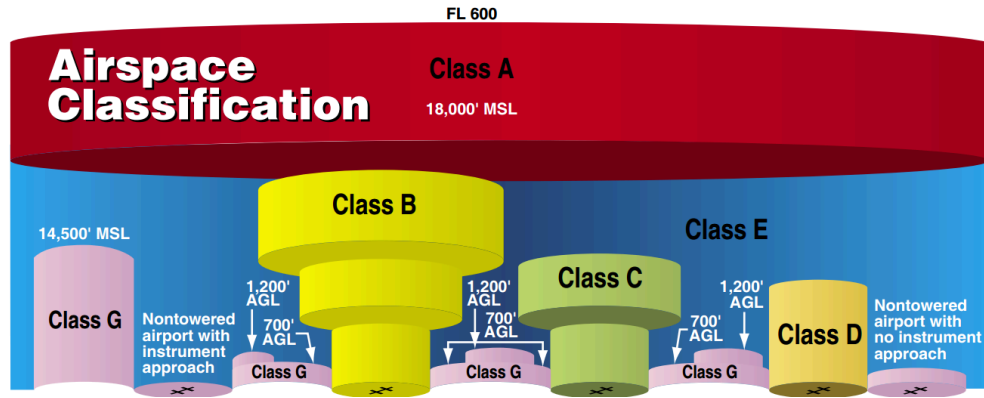 FL 600
Airspace
Classification
Class A
18,000' MSL
Class B
Class E
14,500' MSL
Class C
1,200'
AGL
1,200'
AGL
1,200'
AGL
700'
AGL
700'
AGL
700'
AGL
Class G
Nontowered
airport with
instrument
approach
Class D
Nontowered
airport with
no instrument
approach
Class G
Class G
Class G